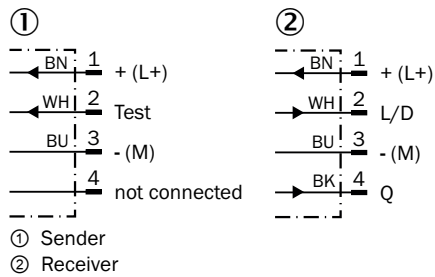 ① ②
BN 1 + (L+)
WH 2 Test
BU 3 - (M)
4 not connected
BN 1 + (L+)
WH 2 L/D
BU 3 - (M)
BK 4 Q
① Sender
② Receiver